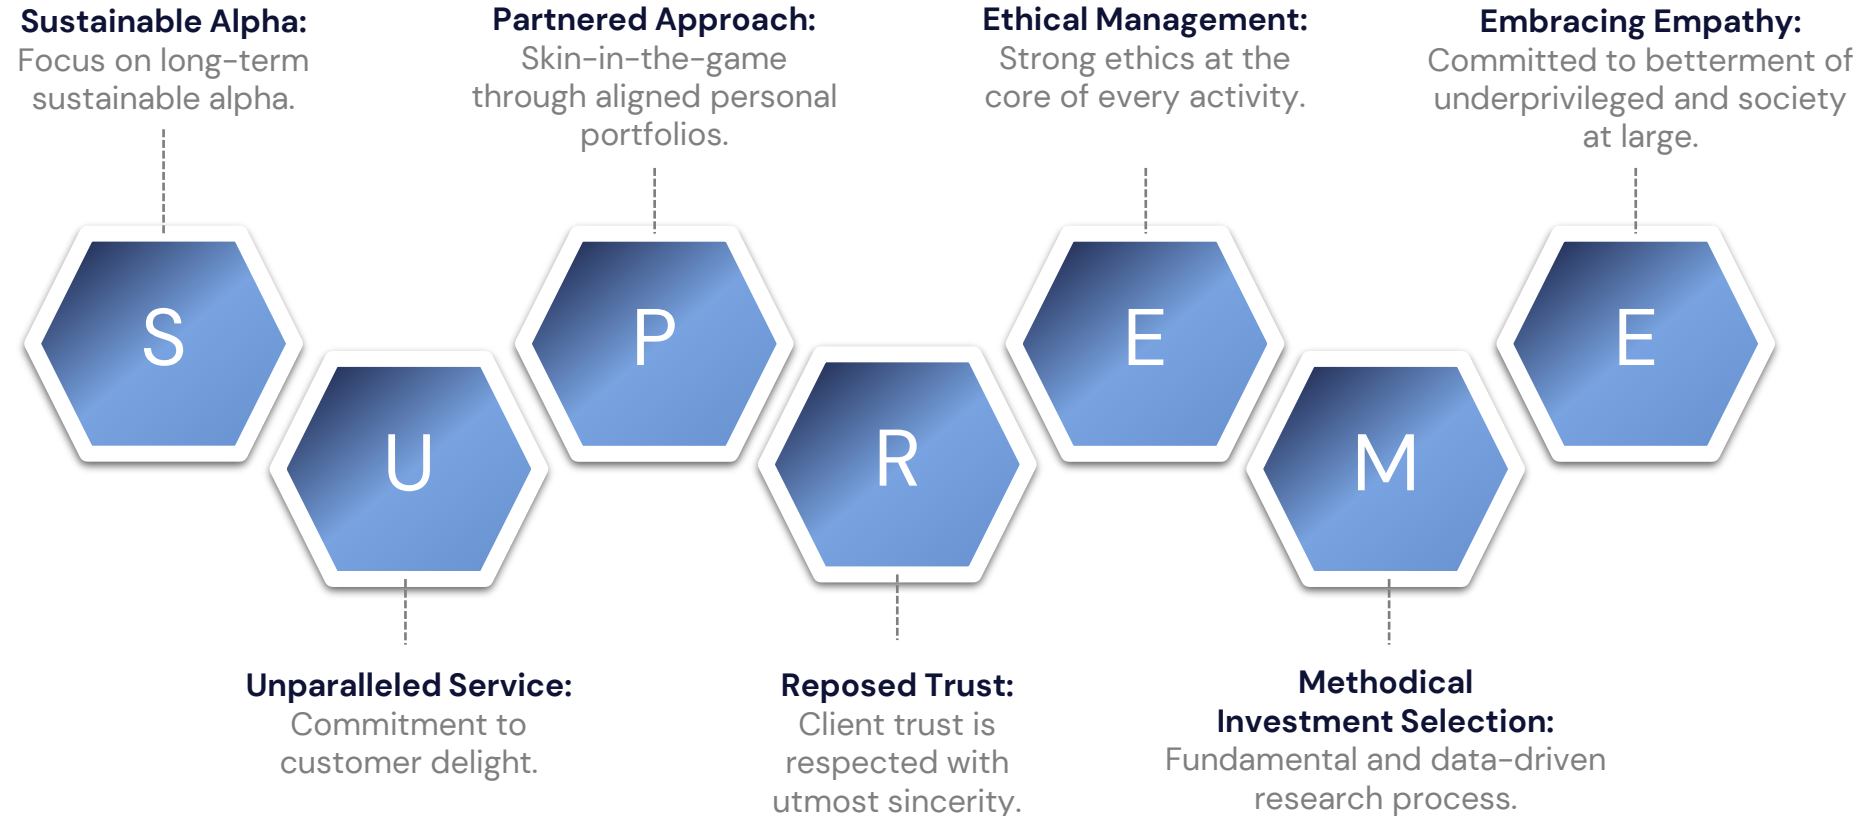 Sustainable Alpha:
Focus on long-term
sustainable alpha.
Partnered Approach:
Skin-in-the-game
through aligned personal
portfolios.
Ethical Management:
Strong ethics at the
core of every activity.
Embracing Empathy:
Committed to betterment of
underprivileged and society
at large.
S
U
P
R
E
M
E
Unparalleled Service:
Commitment to
customer delight.
Reposed Trust:
Client trust is
respected with
utmost sincerity.
Methodical
Investment Selection:
Fundamental and data-driven
research process.